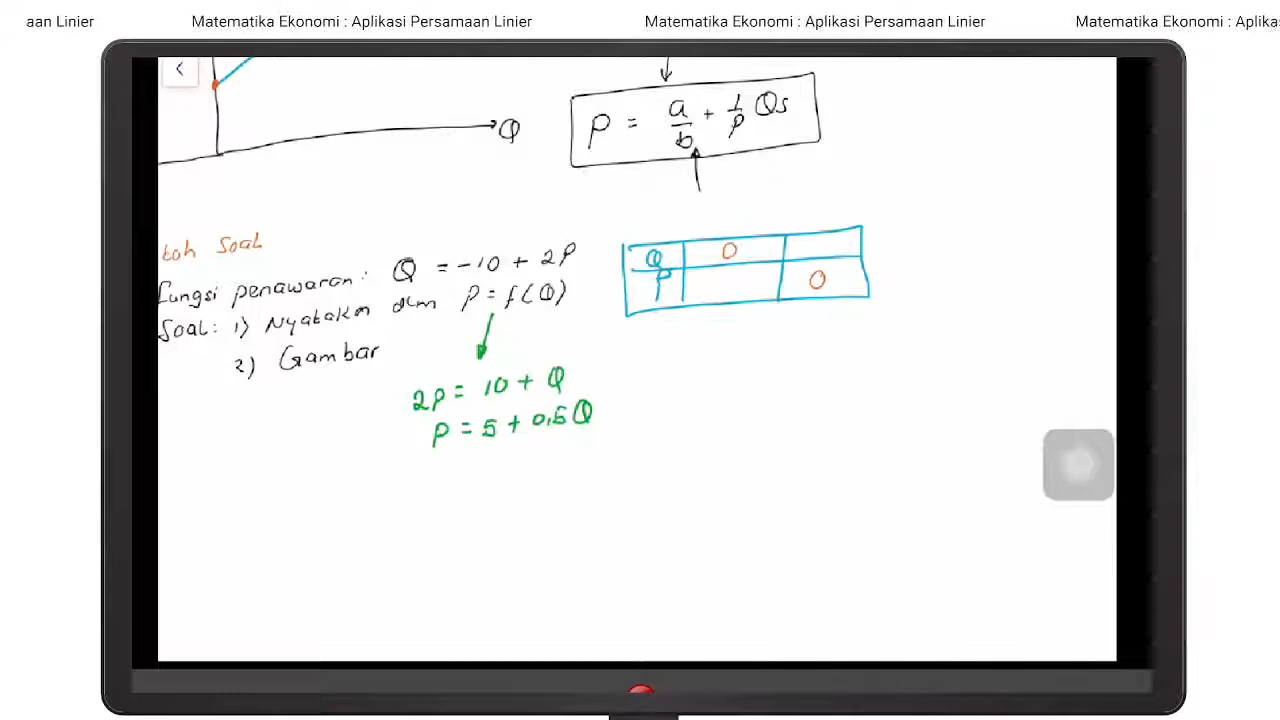 aan Linier Matematika Ekonomi : Aplikasi Persamaan Linier Matematika Ekonomi : Aplikasi Persamaan Linier Matematika Ekonomi : Aplika
<
Q
P = a/b + 1/p Qs
toh Soal
Fungsi penawaran: Q = -10 + 2P
Soal: 1) Nyatakan dlm P = f(Q)
2) Gambar
2P = 10 + Q
P = 5 + 0,5Q
Q 0
P 0